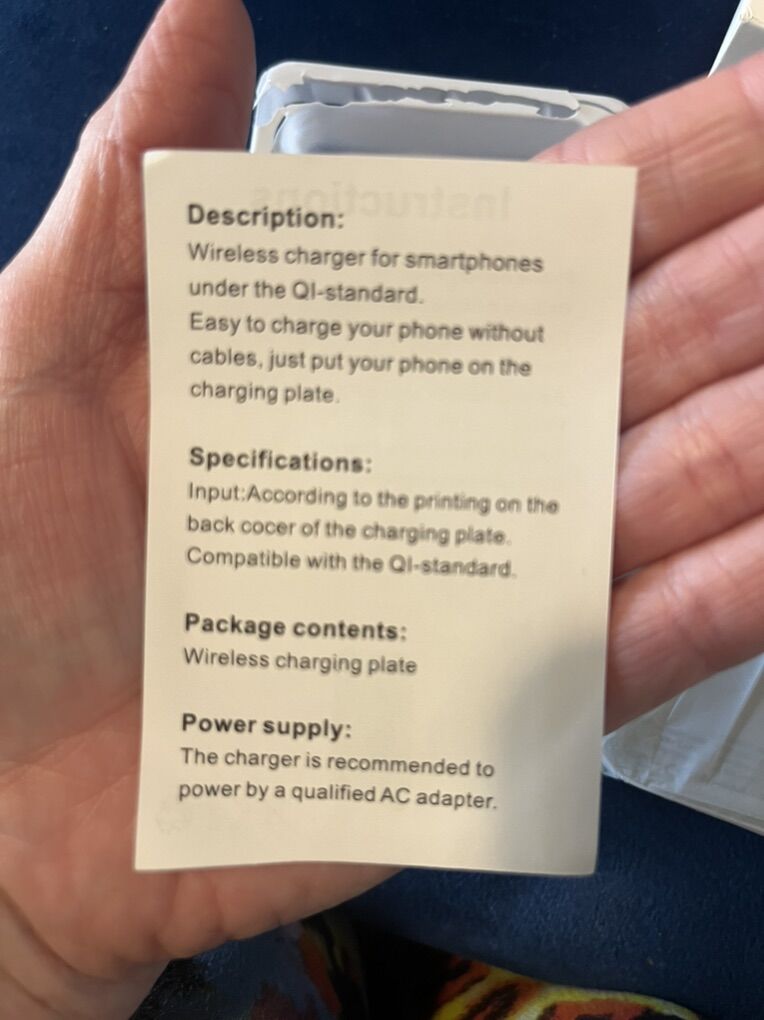 Instructions
Description:
Wireless charger for smartphones
under the QI-standard.
Easy to charge your phone without
cables, just put your phone on the
charging plate.
Specifications:
Input:According to the printing on the
back cocer of the charging plate.
Compatible with the QI-standard.
Package contents:
Wireless charging plate
Power supply:
The charger is recommended to
power by a qualified AC adapter.